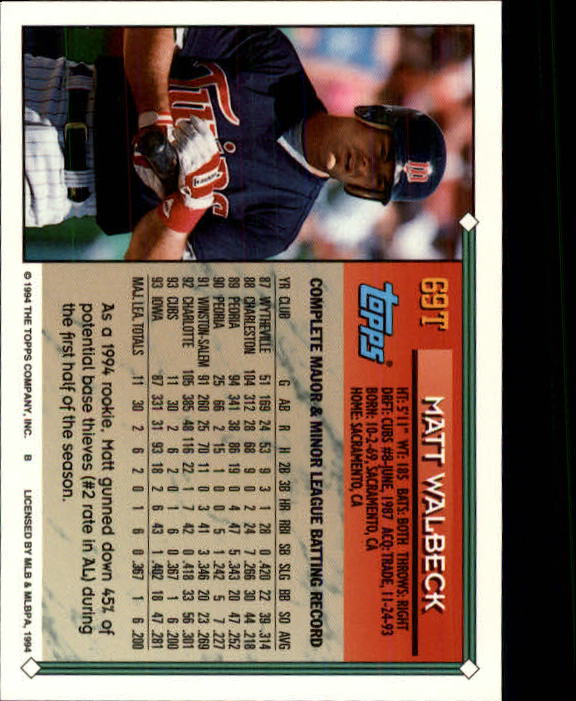 Twins
69T
topps®
MATT WALBECK
HT: 5'11" WT: 185 BATS: BOTH THROWS: RIGHT
DRFT: CUBS #8-JUNE, 1987 ACQ: TRADE, 11-24-93
BORN: 10-2-69, SACRAMENTO, CA
HOME: SACRAMENTO, CA
COMPLETE MAJOR & MINOR LEAGUE BATTING RECORD
YR CLUB G AB R H 2B 3B HR RBI SB SLG BB SO AVG
87 WYTHEVILLE 51 169 24 53 9 3 1 28 0 .420 22 39 .314
88 CHARLESTON 104 312 28 68 9 0 2 24 7 .266 30 44 .218
89 PEORIA 94 341 38 86 19 0 4 47 5 .343 20 47 .252
90 PEORIA 25 66 2 15 1 0 0 5 1 .242 5 7 .227
91 WINSTON-SALEM 91 260 25 70 11 0 3 41 3 .346 20 23 .269
92 CHARLOTTE 105 385 48 116 22 1 7 42 0 .418 33 56 .301
93 CUBS 11 30 2 6 2 0 1 6 0 .367 1 6 .200
93 IOWA 87 331 31 93 18 2 6 43 1 .402 18 47 .281
MAJ. LEA. TOTALS 11 30 2 6 2 0 1 6 0 .367 1 6 .200
As a 1994 rookie, Matt gunned down 45% of
potential base thieves (#2 rate in AL) during
the first half of the season.
© 1994 THE TOPPS COMPANY, INC. B LICENSED BY MLB & MLBPA, 1994